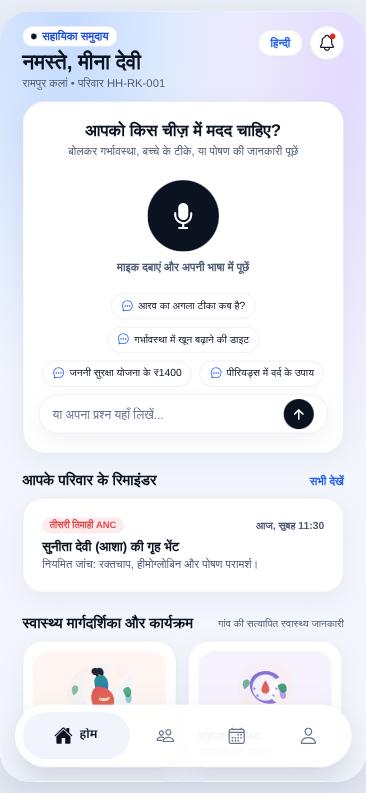 सहायिका समुदाय
नमस्ते, मीना देवी
रामपुर कलां • परिवार HH-RK-001
हिन्दी
आपको किस चीज़ में मदद चाहिए?
बोलकर गर्भावस्था, बच्चे के टीके, या पोषण की जानकारी पूछें
माइक दबाएं और अपनी भाषा में पूछें
आरव का अगला टीका कब है?
गर्भावस्था में खून बढ़ाने की डाइट
जननी सुरक्षा योजना के ₹1400
पीरियड्स में दर्द के उपाय
या अपना प्रश्न यहाँ लिखें...
आपके परिवार के रिमाइंडर
सभी देखें
तीसरी तिमाही ANC
आज, सुबह 11:30
सुनीता देवी (आशा) की गृह भेंट
नियमित जांच: रक्तचाप, हीमोग्लोबिन और पोषण परामर्श।
स्वास्थ्य मार्गदर्शिका और कार्यक्रम
गांव की सत्यापित स्वास्थ्य जानकारी
होम